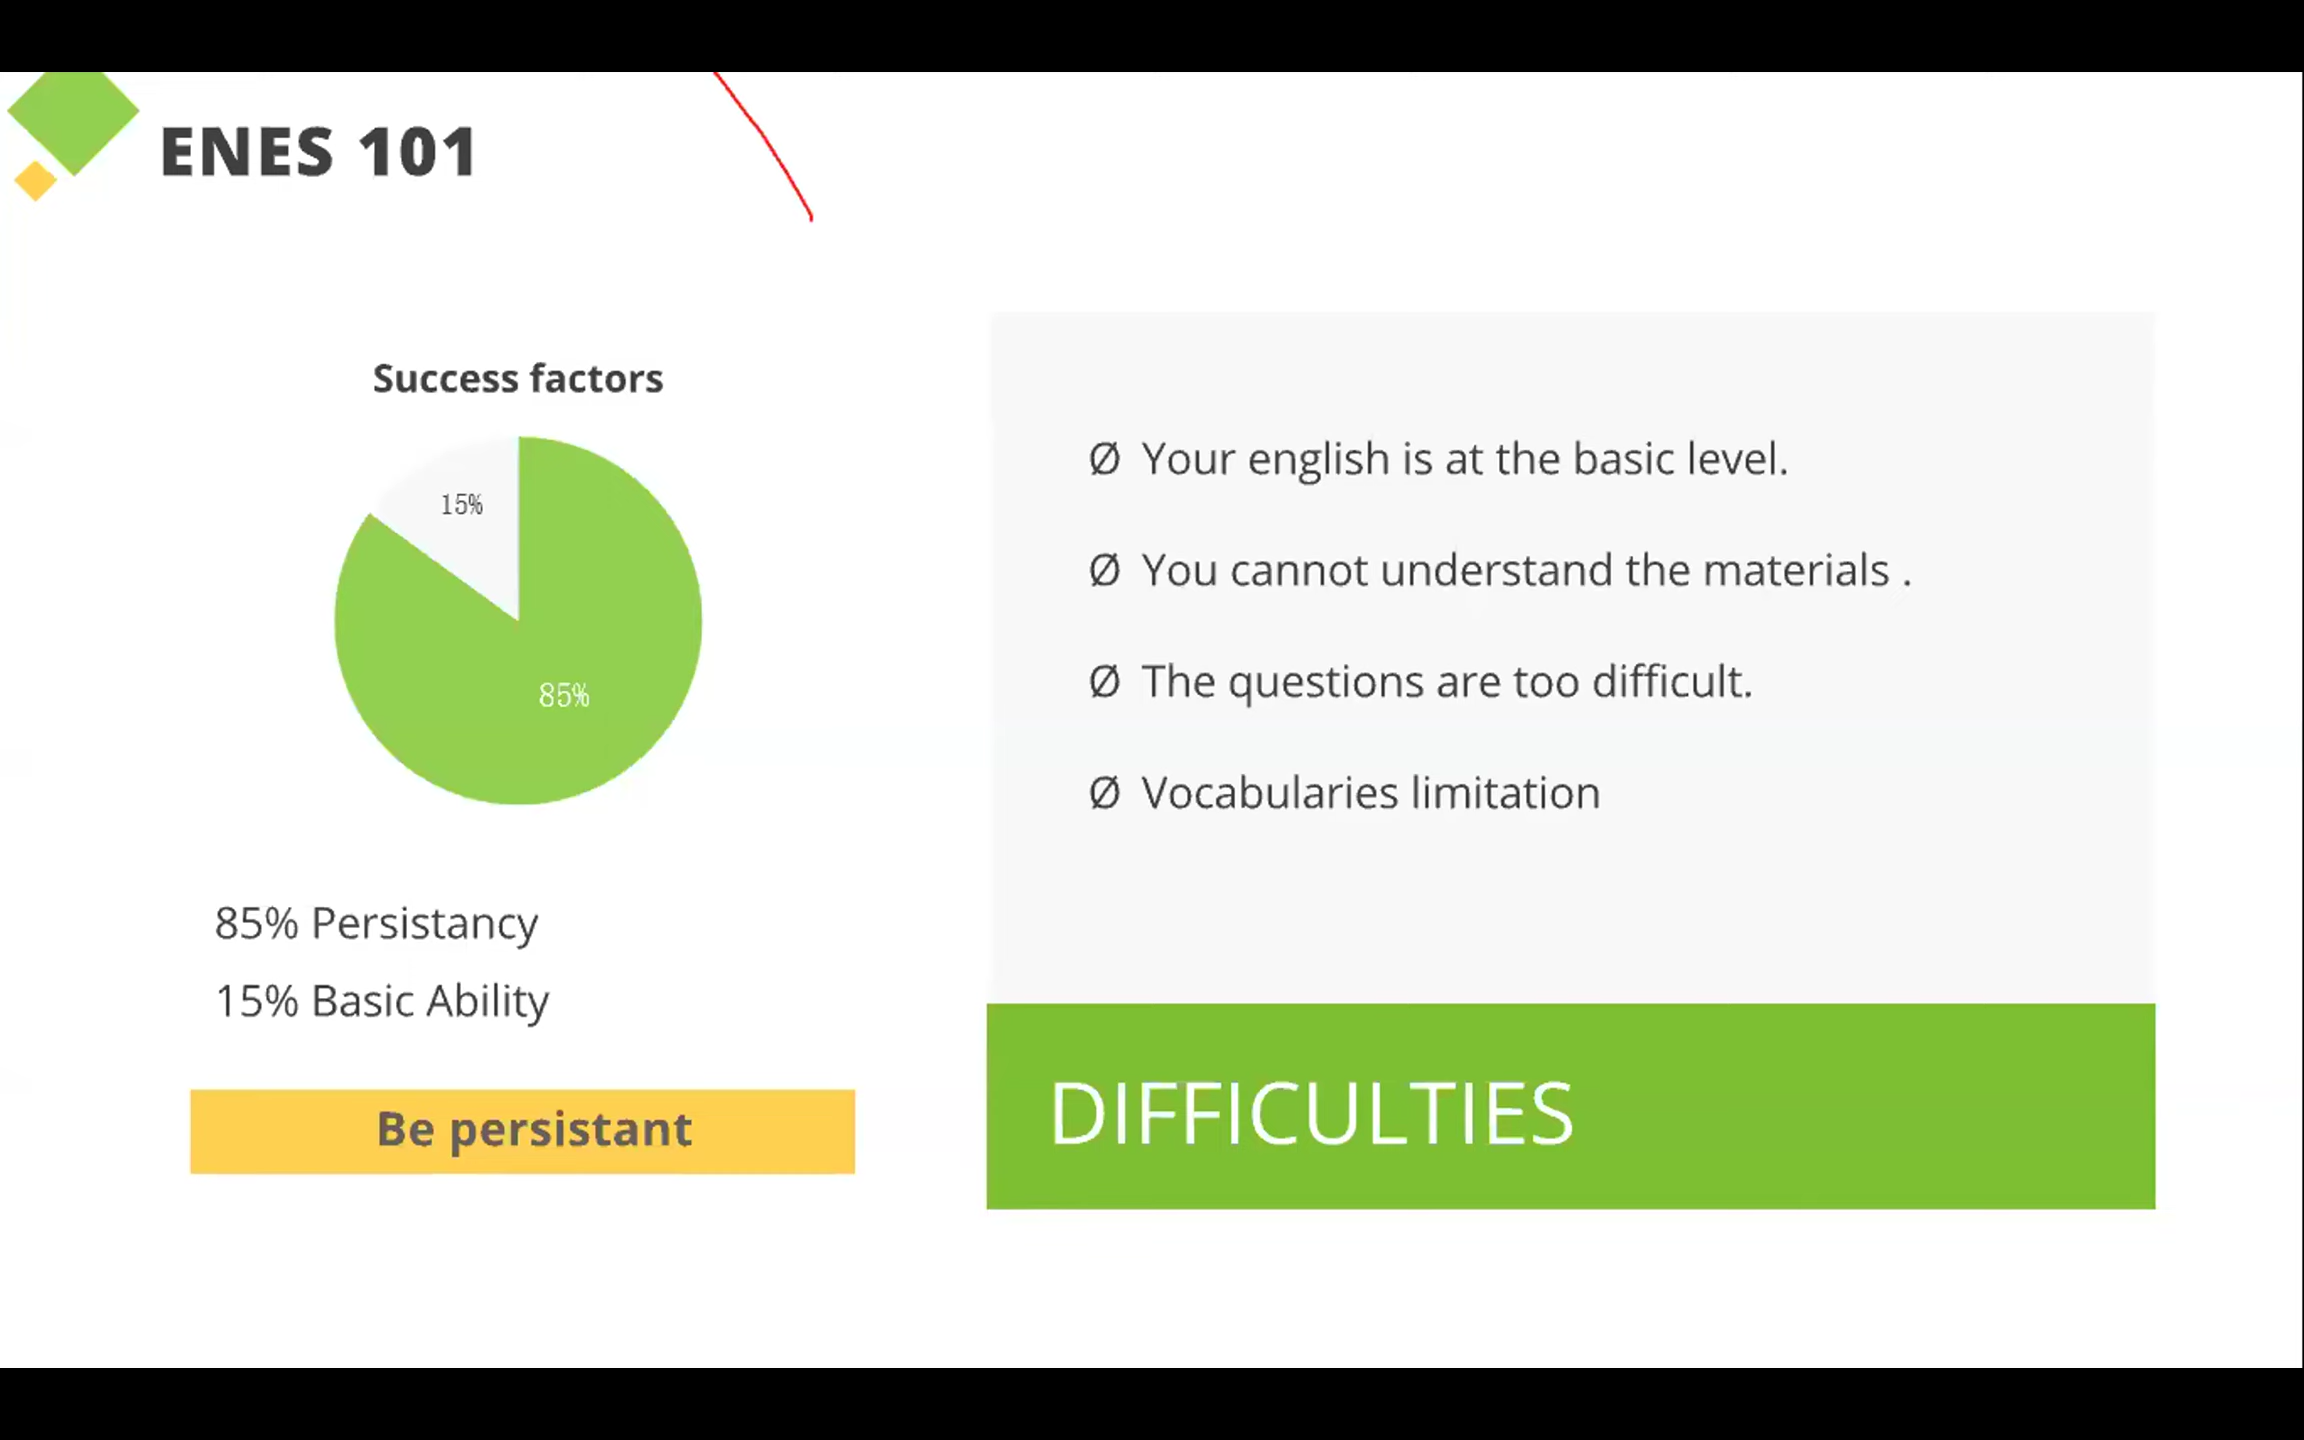 ENES 101
Success factors
15%
85%
85% Persistancy
15% Basic Ability
Be persistant
Ø Your english is at the basic level.
Ø You cannot understand the materials .
Ø The questions are too difficult.
Ø Vocabularies limitation
DIFFICULTIES